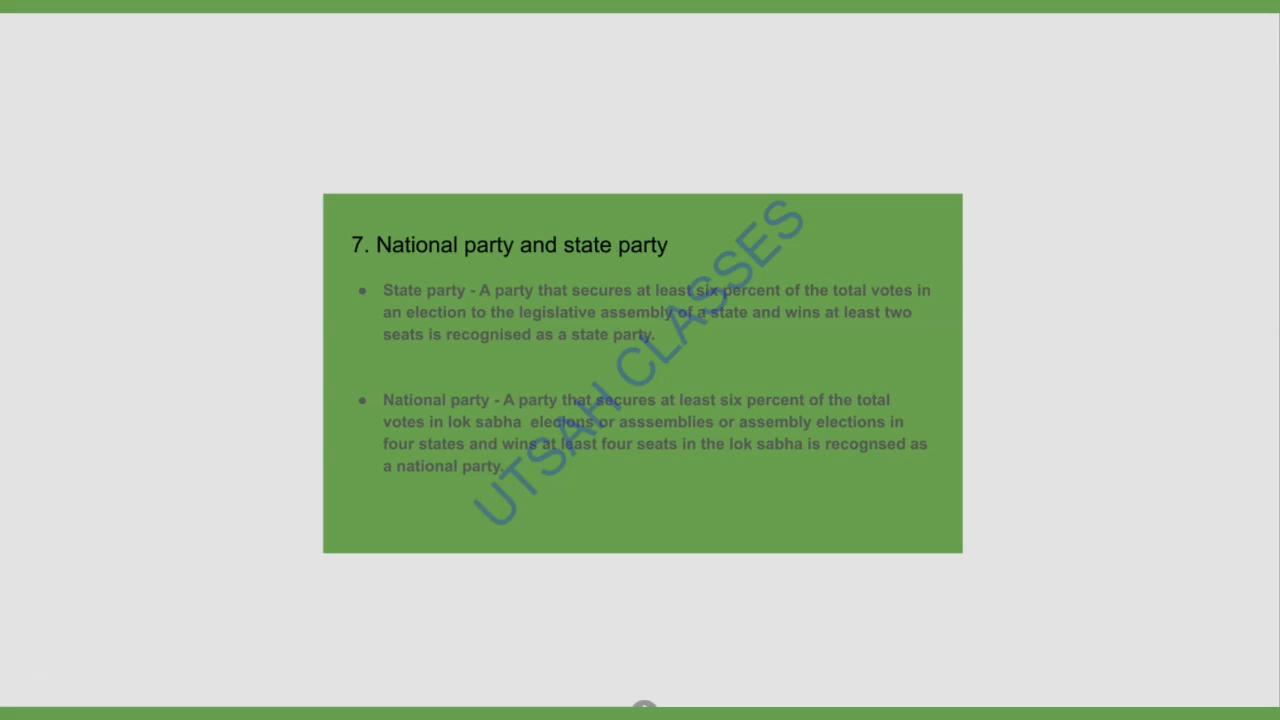 7. National party and state party
● State party - A party that secures at least six percent of the total votes in
an election to the legislative assembly of a state and wins at least two
seats is recognised as a state party.
● National party - A party that secures at least six percent of the total
votes in lok sabha elecions or asssemblies or assembly elections in
four states and wins at least four seats in the lok sabha is recognsed as
a national party.
UTSAH CLASSES